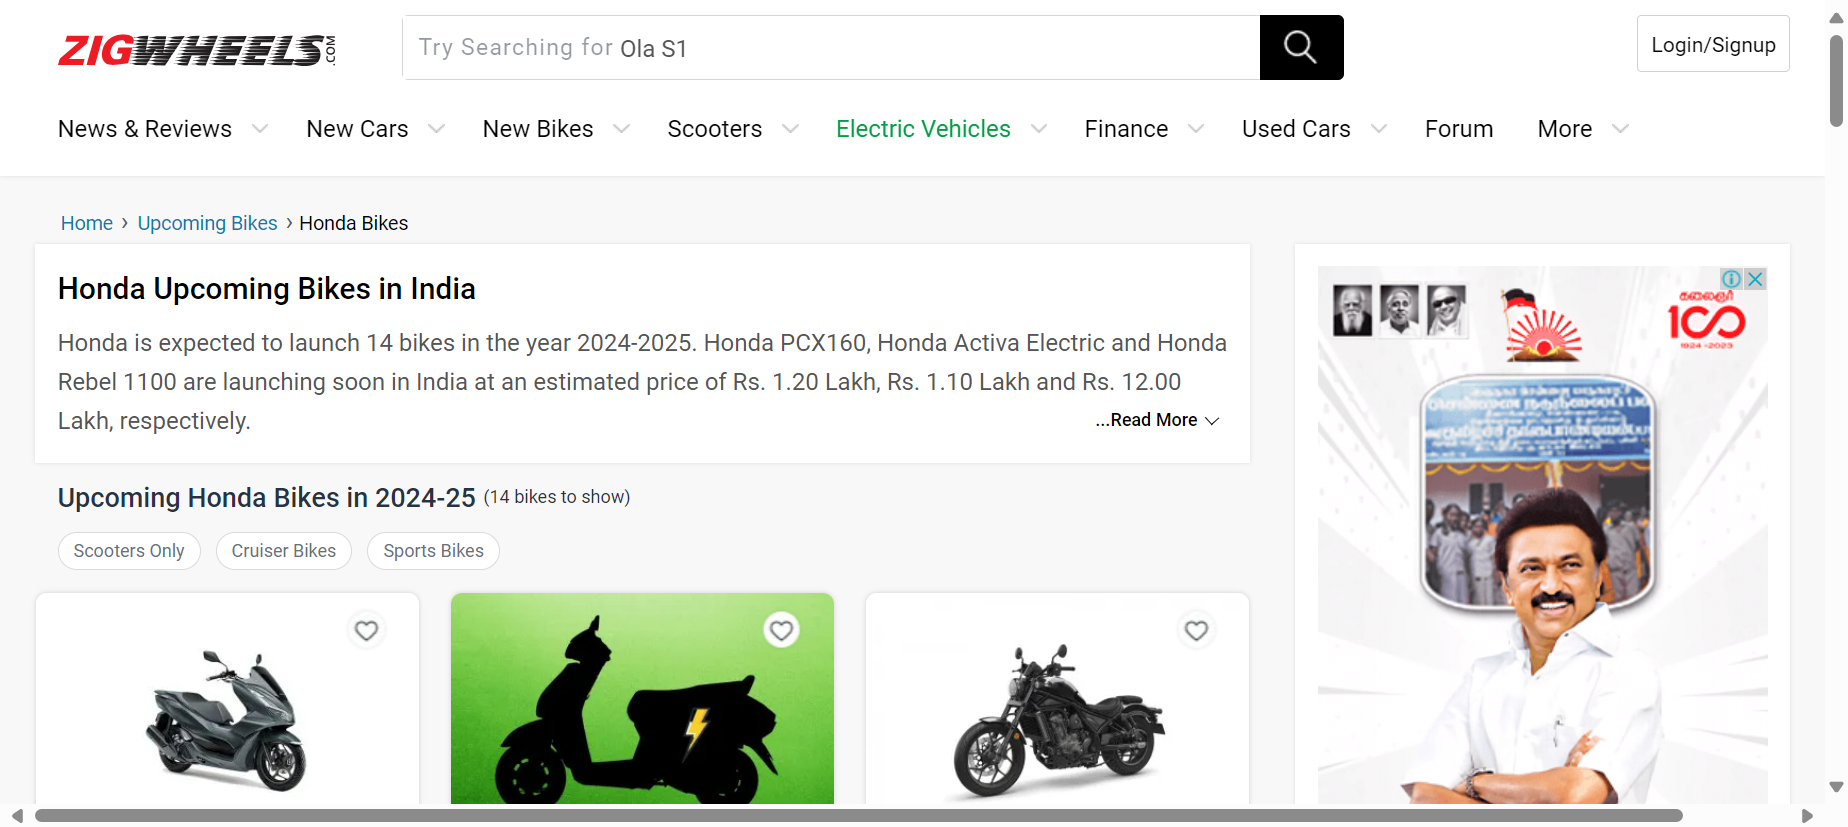 ZIGWHEELS.COM
Try Searching for Ola S1
Login/Signup
News & Reviews
New Cars
New Bikes
Scooters
Electric Vehicles
Finance
Used Cars
Forum
More
Home › Upcoming Bikes › Honda Bikes
Honda Upcoming Bikes in India
Honda is expected to launch 14 bikes in the year 2024-2025. Honda PCX160, Honda Activa Electric and Honda
Rebel 1100 are launching soon in India at an estimated price of Rs. 1.20 Lakh, Rs. 1.10 Lakh and Rs. 12.00
Lakh, respectively.
...Read More
Upcoming Honda Bikes in 2024-25 (14 bikes to show)
Scooters Only
Cruiser Bikes
Sports Bikes
கலைஞர்
100
1924-2023